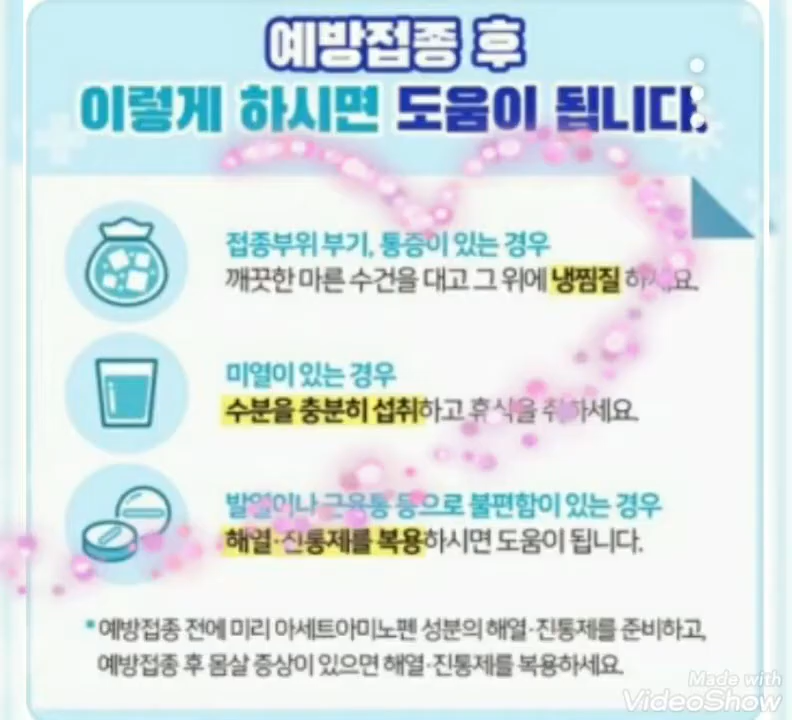 예방접종 후
이렇게 하시면 도움이 됩니다.
접종부위 부기, 통증이 있는 경우
깨끗한 마른 수건을 대고 그 위에 냉찜질 하세요.
미열이 있는 경우
수분을 충분히 섭취하고 휴식을 취하세요.
발열이나 근육통 등으로 불편함이 있는 경우
해열·진통제를 복용하시면 도움이 됩니다.
* 예방접종 전에 미리 아세트아미노펜 성분의 해열·진통제를 준비하고,
예방접종 후 몸살 증상이 있으면 해열·진통제를 복용하세요.
Made with
VideoShow